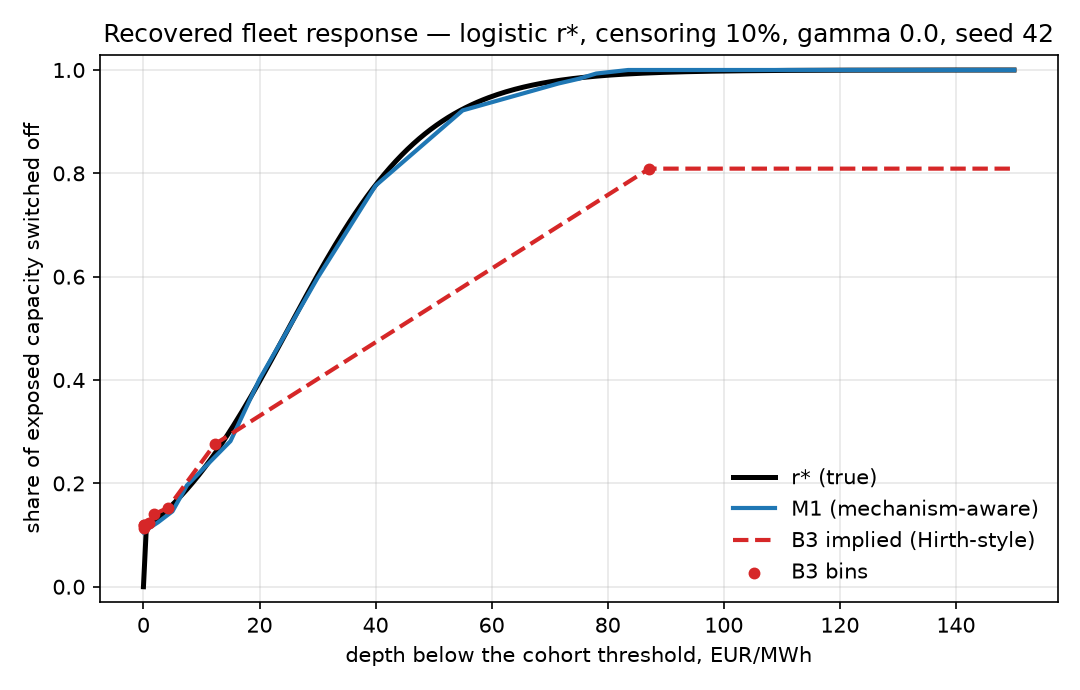 Recovered fleet response — logistic r*, censoring 10%, gamma 0.0, seed 42
share of exposed capacity switched off
1.0
0.8
0.6
0.4
0.2
0.0
r* (true)
M1 (mechanism-aware)
B3 implied (Hirth-style)
B3 bins
0 20 40 60 80 100 120 140
depth below the cohort threshold, EUR/MWh